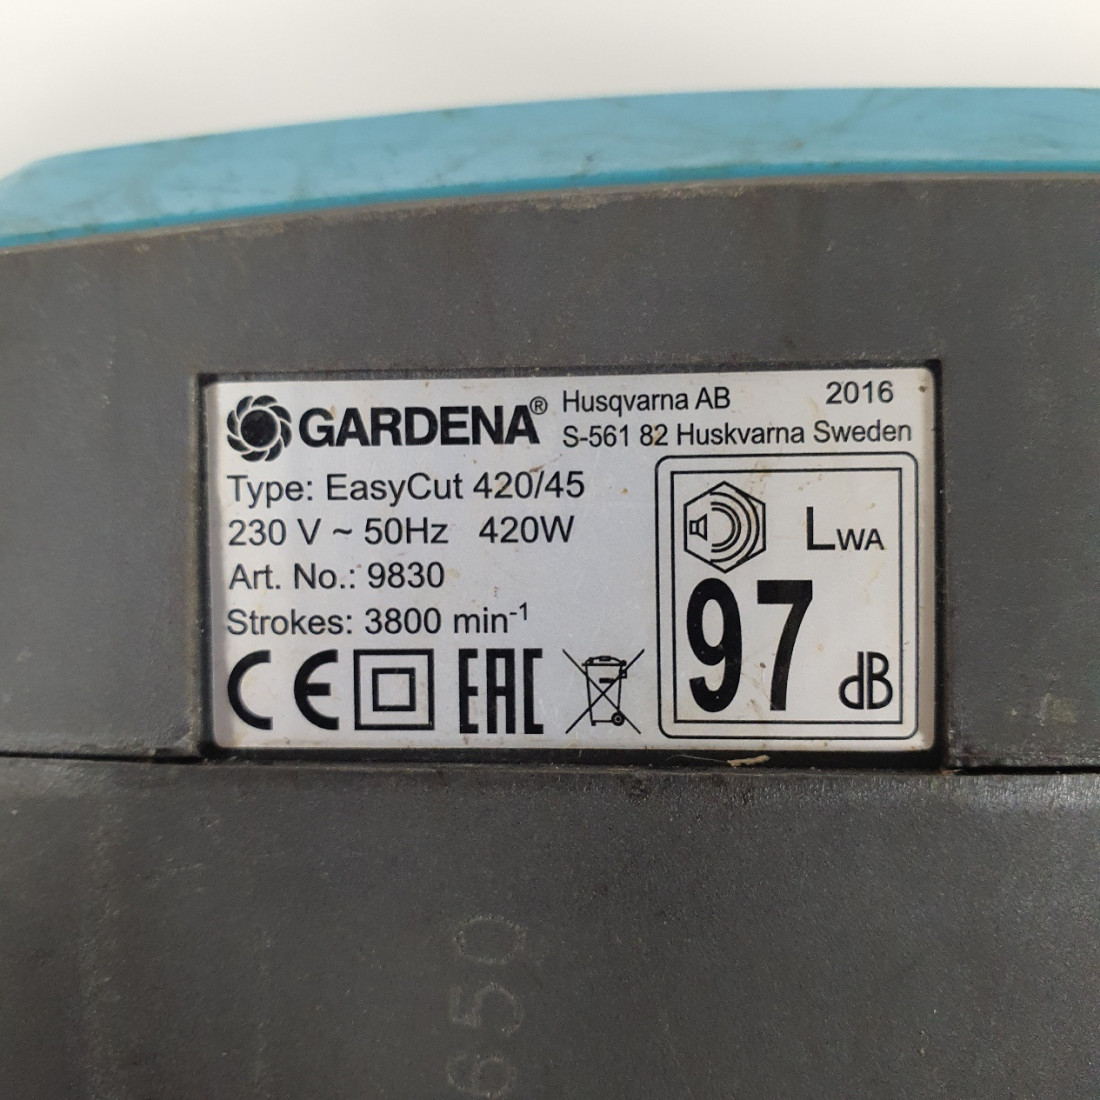 GARDENA® Husqvarna AB 2016
S-561 82 Huskvarna Sweden
Type: EasyCut 420/45
230 V ~ 50Hz 420W
Art. No.: 9830
Strokes: 3800 min-1
CE EAC
LWA
97 dB
650